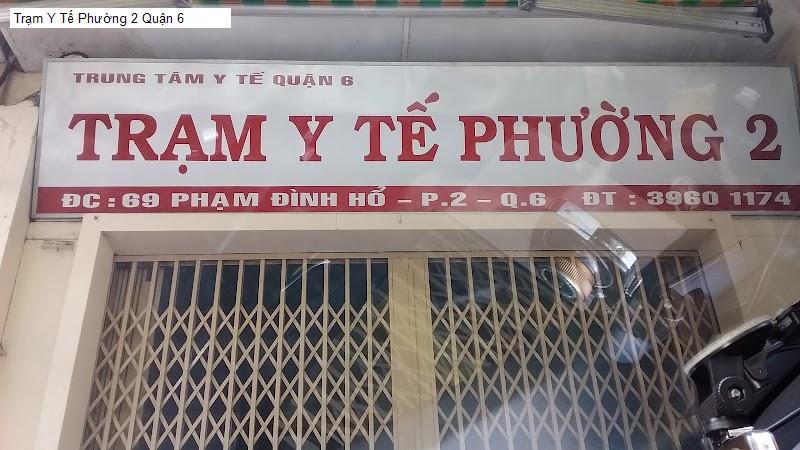 Trạm Y Tế Phường 2 Quận 6
TRUNG TÂM Y TẾ QUẬN 6
TRẠM Y TẾ PHƯỜNG 2
ĐC : 69 PHẠM ĐÌNH HỔ – P.2 – Q.6 ĐT : 3960 1174